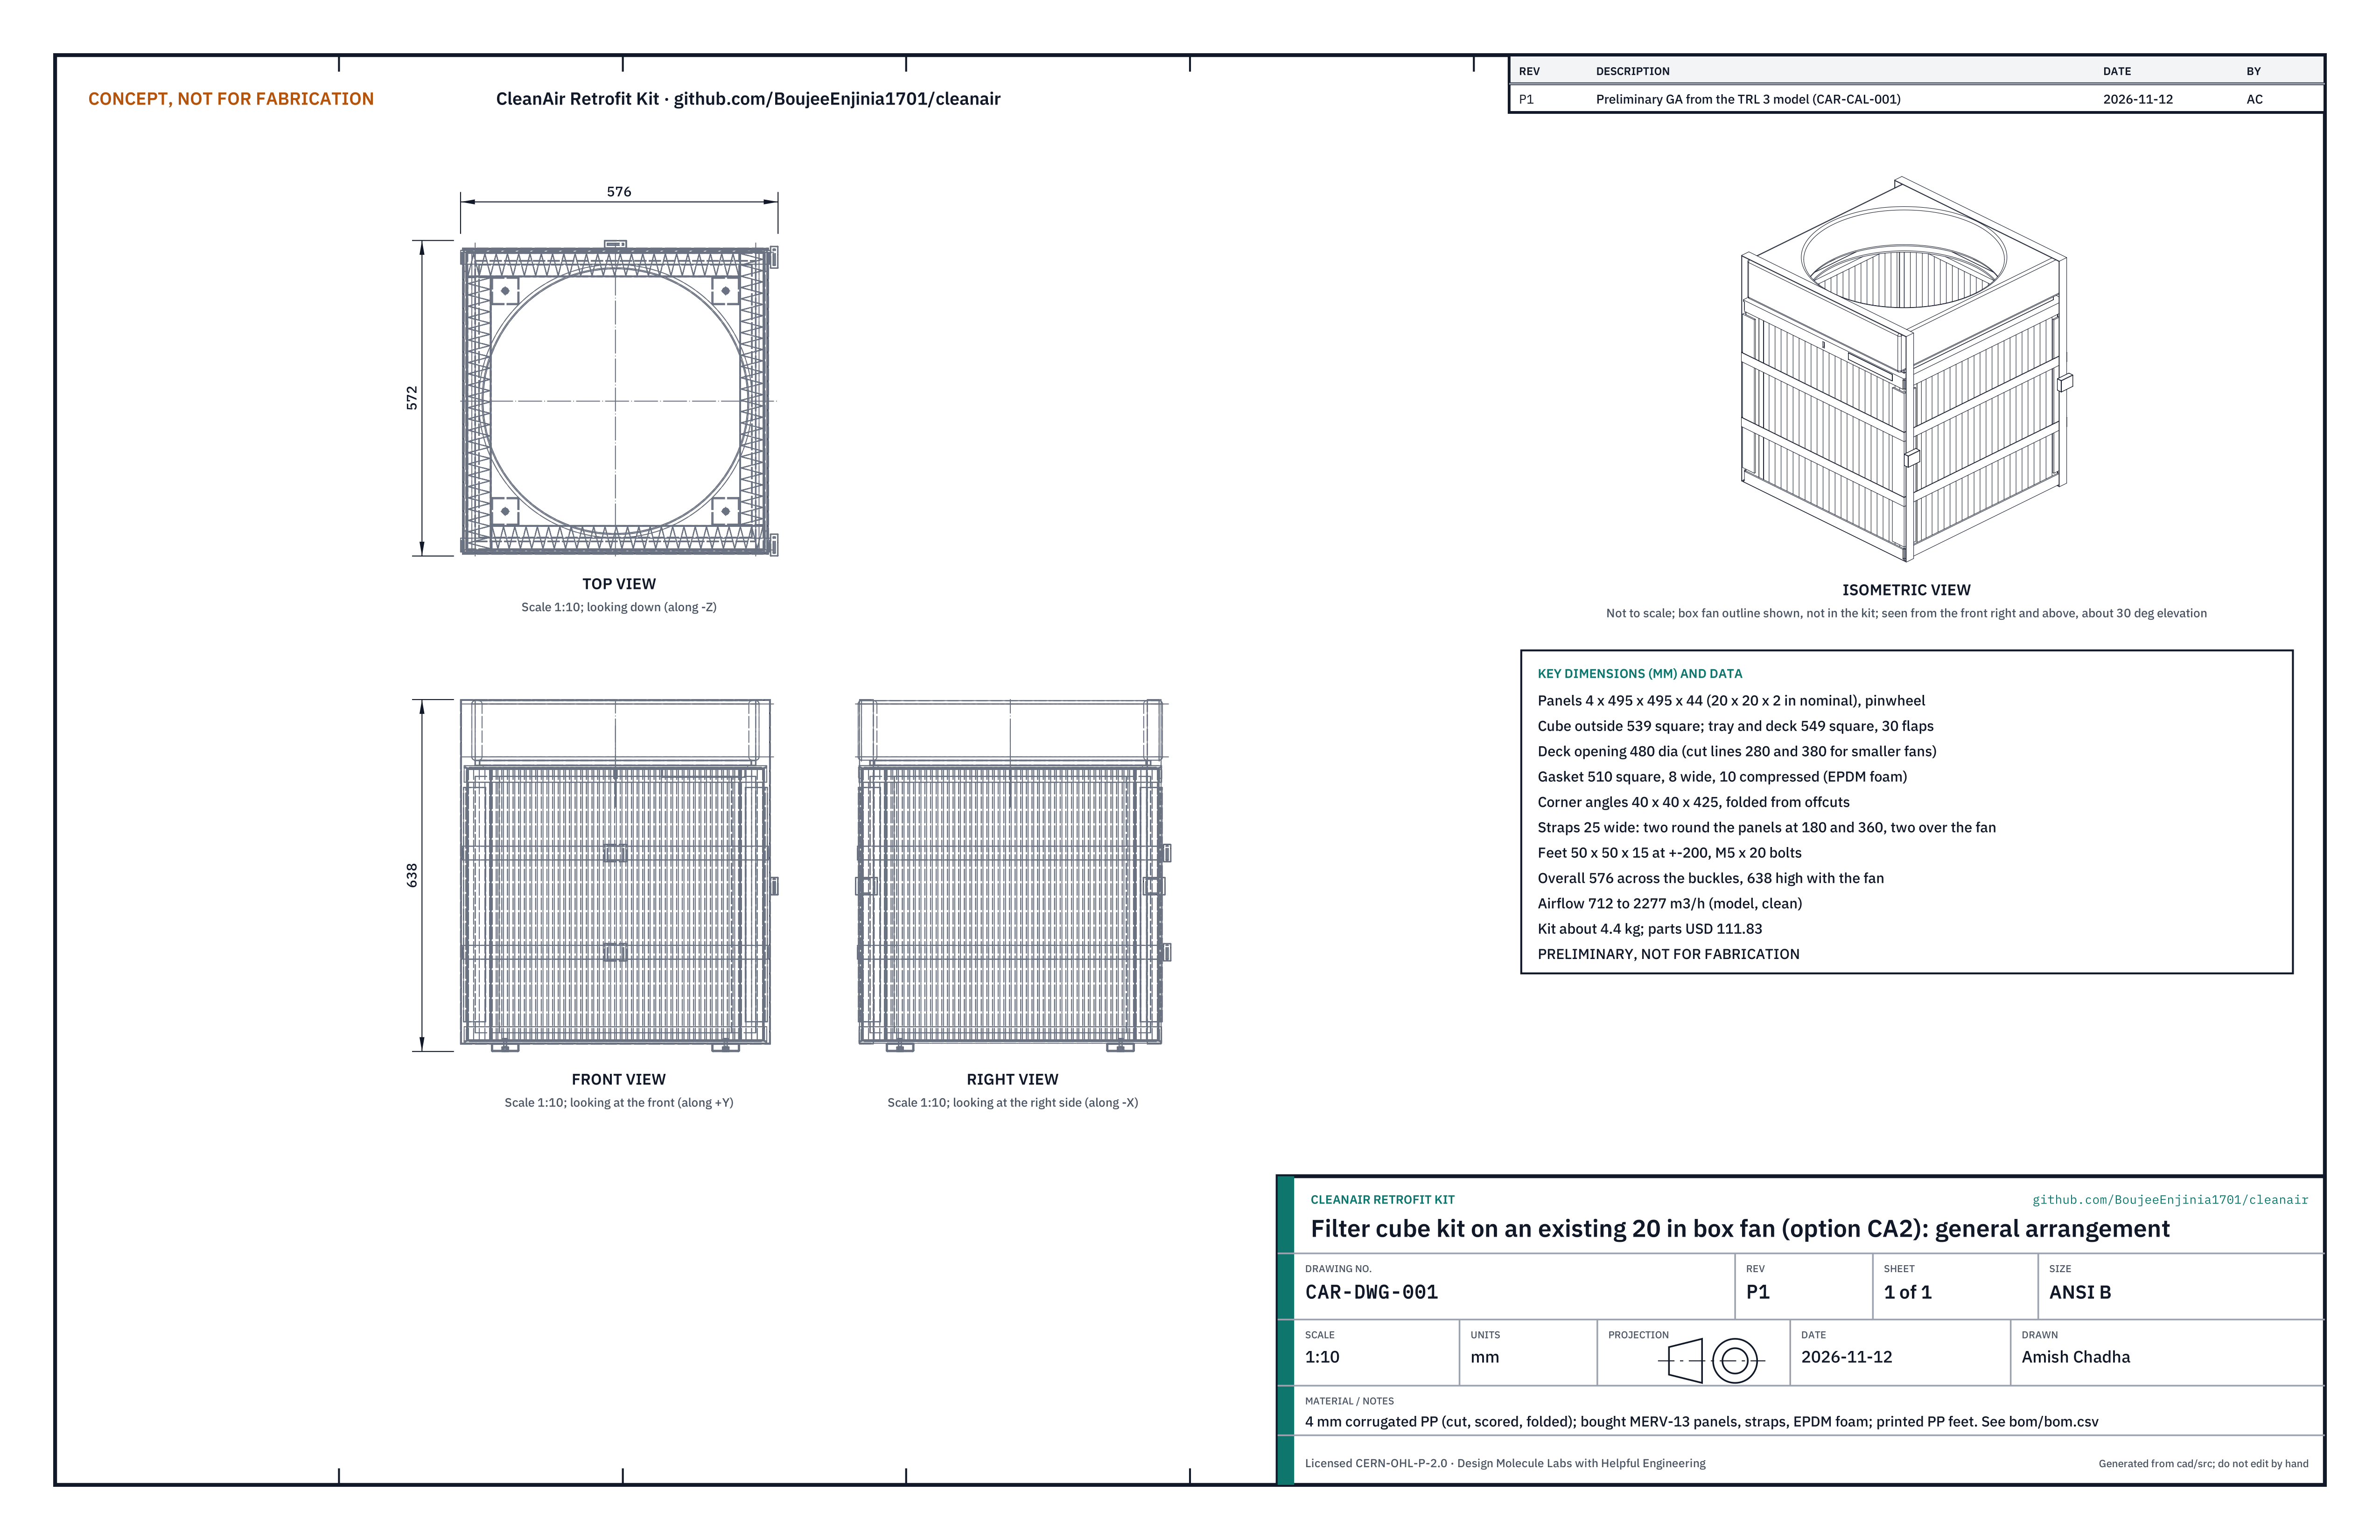 CONCEPT, NOT FOR FABRICATION
CleanAir Retrofit Kit · github.com/BoujeeEnjinia1701/cleanair
REV DESCRIPTION DATE BY
P1 Preliminary GA from the TRL 3 model (CAR-CAL-001) 2026-11-12 AC
576
572
TOP VIEW
Scale 1:10; looking down (along -Z)
ISOMETRIC VIEW
Not to scale; box fan outline shown, not in the kit; seen from the front right and above, about 30 deg elevation
638
FRONT VIEW
Scale 1:10; looking at the front (along +Y)
RIGHT VIEW
Scale 1:10; looking at the right side (along -X)
KEY DIMENSIONS (MM) AND DATA
Panels 4 x 495 x 495 x 44 (20 x 20 x 2 in nominal), pinwheel
Cube outside 539 square; tray and deck 549 square, 30 flaps
Deck opening 480 dia (cut lines 280 and 380 for smaller fans)
Gasket 510 square, 8 wide, 10 compressed (EPDM foam)
Corner angles 40 x 40 x 425, folded from offcuts
Straps 25 wide: two round the panels at 180 and 360, two over the fan
Feet 50 x 50 x 15 at +-200, M5 x 20 bolts
Overall 576 across the buckles, 638 high with the fan
Airflow 712 to 2277 m3/h (model, clean)
Kit about 4.4 kg; parts USD 111.83
PRELIMINARY, NOT FOR FABRICATION
CLEANAIR RETROFIT KIT github.com/BoujeeEnjinia1701/cleanair
Filter cube kit on an existing 20 in box fan (option CA2): general arrangement
DRAWING NO. REV SHEET SIZE
CAR-DWG-001 P1 1 of 1 ANSI B
SCALE UNITS PROJECTION DATE DRAWN
1:10 mm 2026-11-12 Amish Chadha
MATERIAL / NOTES
4 mm corrugated PP (cut, scored, folded); bought MERV-13 panels, straps, EPDM foam; printed PP feet. See bom/bom.csv
Licensed CERN-OHL-P-2.0 · Design Molecule Labs with Helpful Engineering Generated from cad/src; do not edit by hand